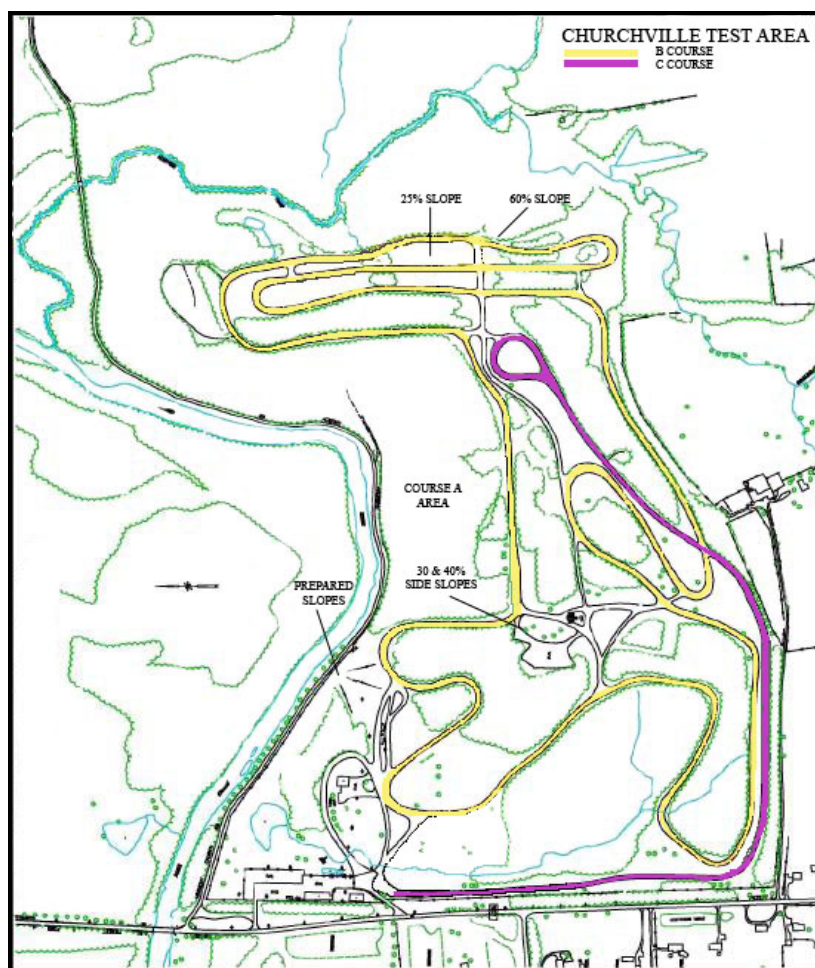 CHURCHVILLE TEST AREA
B COURSE
C COURSE
25% SLOPE
60% SLOPE
COURSE A
AREA
30 & 40%
SIDE SLOPES
PREPARED
SLOPES